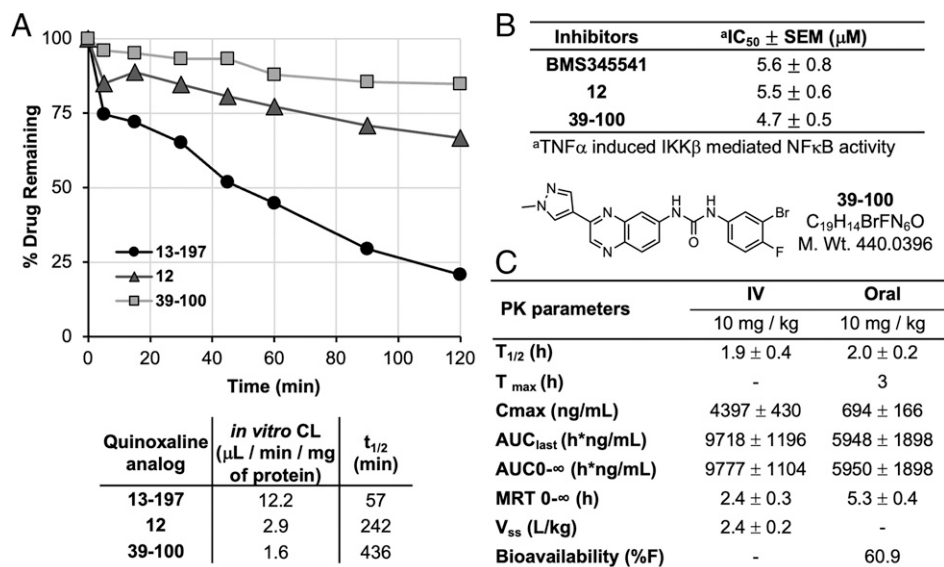 A
% Drug Remaining
100
75
50
25
0
13-197
12
39-100
0 20 40 60 80 100 120
Time (min)
Quinoxaline analog | in vitro CL (μL / min / mg of protein) | t1/2 (min)
13-197 12.2 57
12 2.9 242
39-100 1.6 436
B
Inhibitors aIC50 ± SEM (μM)
BMS345541 5.6 ± 0.8
12 5.5 ± 0.6
39-100 4.7 ± 0.5
aTNFα induced IKKβ mediated NFκB activity
N N N N H N O H N Br F
39-100
C19H14BrFN6O
M. Wt. 440.0396
C
PK parameters IV Oral
10 mg / kg 10 mg / kg
T1/2 (h) 1.9 ± 0.4 2.0 ± 0.2
T max (h) - 3
Cmax (ng/mL) 4397 ± 430 694 ± 166
AUClast (h*ng/mL) 9718 ± 1196 5948 ± 1898
AUC0-∞ (h*ng/mL) 9777 ± 1104 5950 ± 1898
MRT 0-∞ (h) 2.4 ± 0.3 5.3 ± 0.4
Vss (L/kg) 2.4 ± 0.2 -
Bioavailability (%F) - 60.9